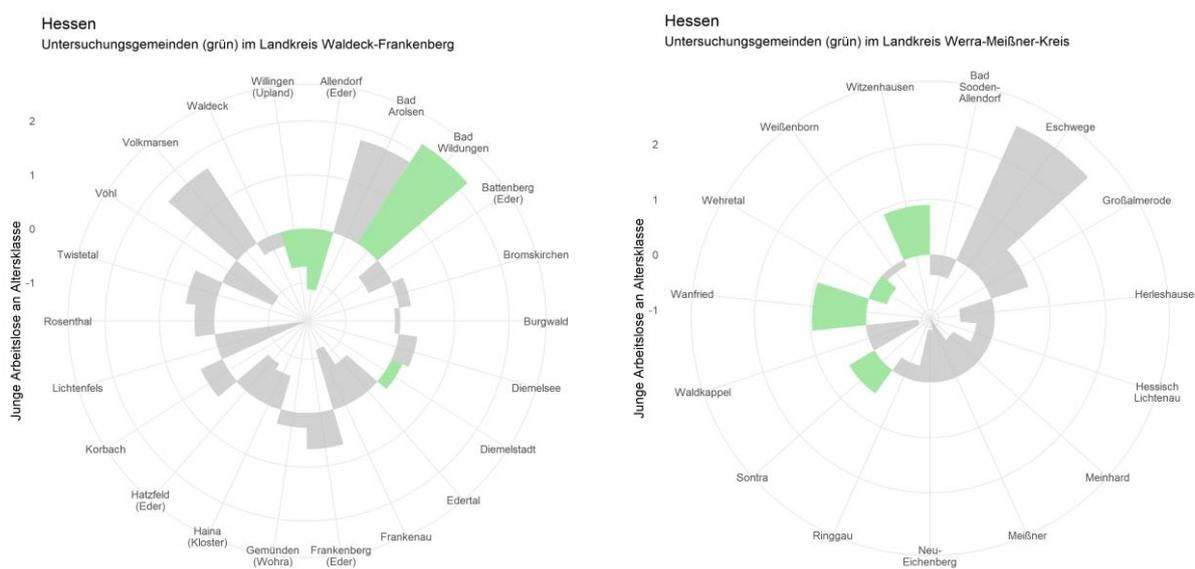 Hessen
Untersuchungsgemeinden (grün) im Landkreis Waldeck-Frankenberg
Willingen
(Upland)
Allendorf
(Eder)
Bad
Arolsen
Bad
Wildungen
Battenberg
(Eder)
Bromskirchen
Burgwald
Diemelsee
Diemelstadt
Edertal
Frankenau
Frankenberg
(Eder)
Gemünden
(Wohra)
Haina
(Kloster)
Hatzfeld
(Eder)
Korbach
Lichtenfels
Rosenthal
Twistetal
Vöhl
Volkmarsen
Waldeck
2
1
0
-1
Junge Arbeitslose an Altersklasse
Hessen
Untersuchungsgemeinden (grün) im Landkreis Werra-Meißner-Kreis
Bad
Sooden-
Allendorf
Eschwege
Großalmerode
Herleshause
Hessisch
Lichtenau
Meinhard
Meißner
Neu-
Eichenberg
Ringgau
Sontra
Waldkappel
Wanfried
Wehretal
Weißenborn
Witzenhausen
2
1
0
-1
Junge Arbeitslose an Altersklasse